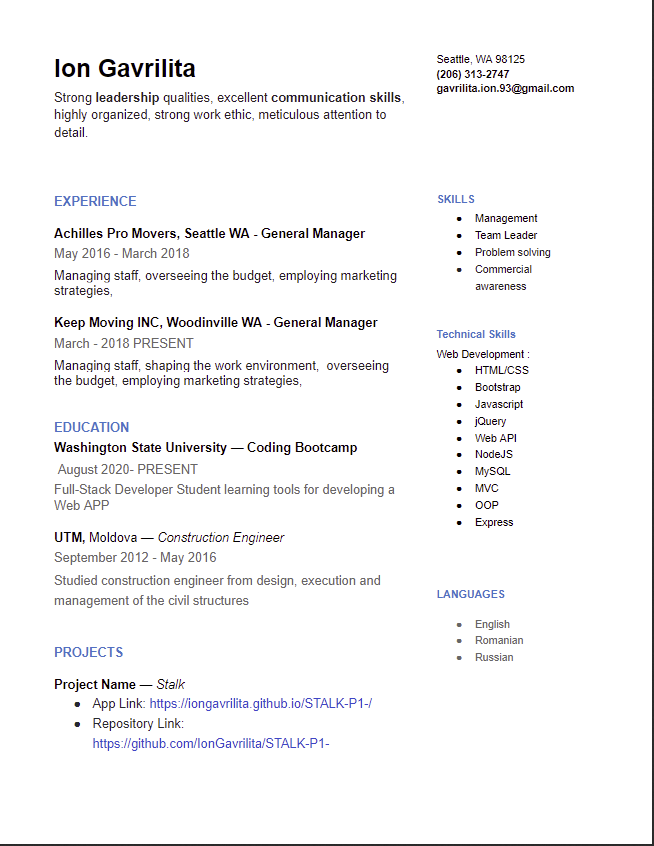 Ion Gavrilita
Strong leadership qualities, excellent communication skills,
highly organized, strong work ethic, meticulous attention to
detail.
Seattle, WA 98125
(206) 313-2747
gavrilita.ion.93@gmail.com
EXPERIENCE
Achilles Pro Movers, Seattle WA - General Manager
May 2016 - March 2018
Managing staff, overseeing the budget, employing marketing
strategies,
Keep Moving INC, Woodinville WA - General Manager
March - 2018 PRESENT
Managing staff, shaping the work environment,  overseeing
the budget, employing marketing strategies,
EDUCATION
Washington State University — Coding Bootcamp
August 2020- PRESENT
Full-Stack Developer Student learning tools for developing a
Web APP
UTM, Moldova — Construction Engineer
September 2012 - May 2016
Studied construction engineer from design, execution and
management of the civil structures
PROJECTS
Project Name — Stalk
● App Link: https://iongavrilita.github.io/STALK-P1-/
● Repository Link:
https://github.com/IonGavrilita/STALK-P1-
SKILLS
● Management
● Team Leader
● Problem solving
● Commercial
awareness
Technical Skills
Web Development :
● HTML/CSS
● Bootstrap
● Javascript
● jQuery
● Web API
● NodeJS
● MySQL
● MVC
● OOP
● Express
LANGUAGES
● English
● Romanian
● Russian